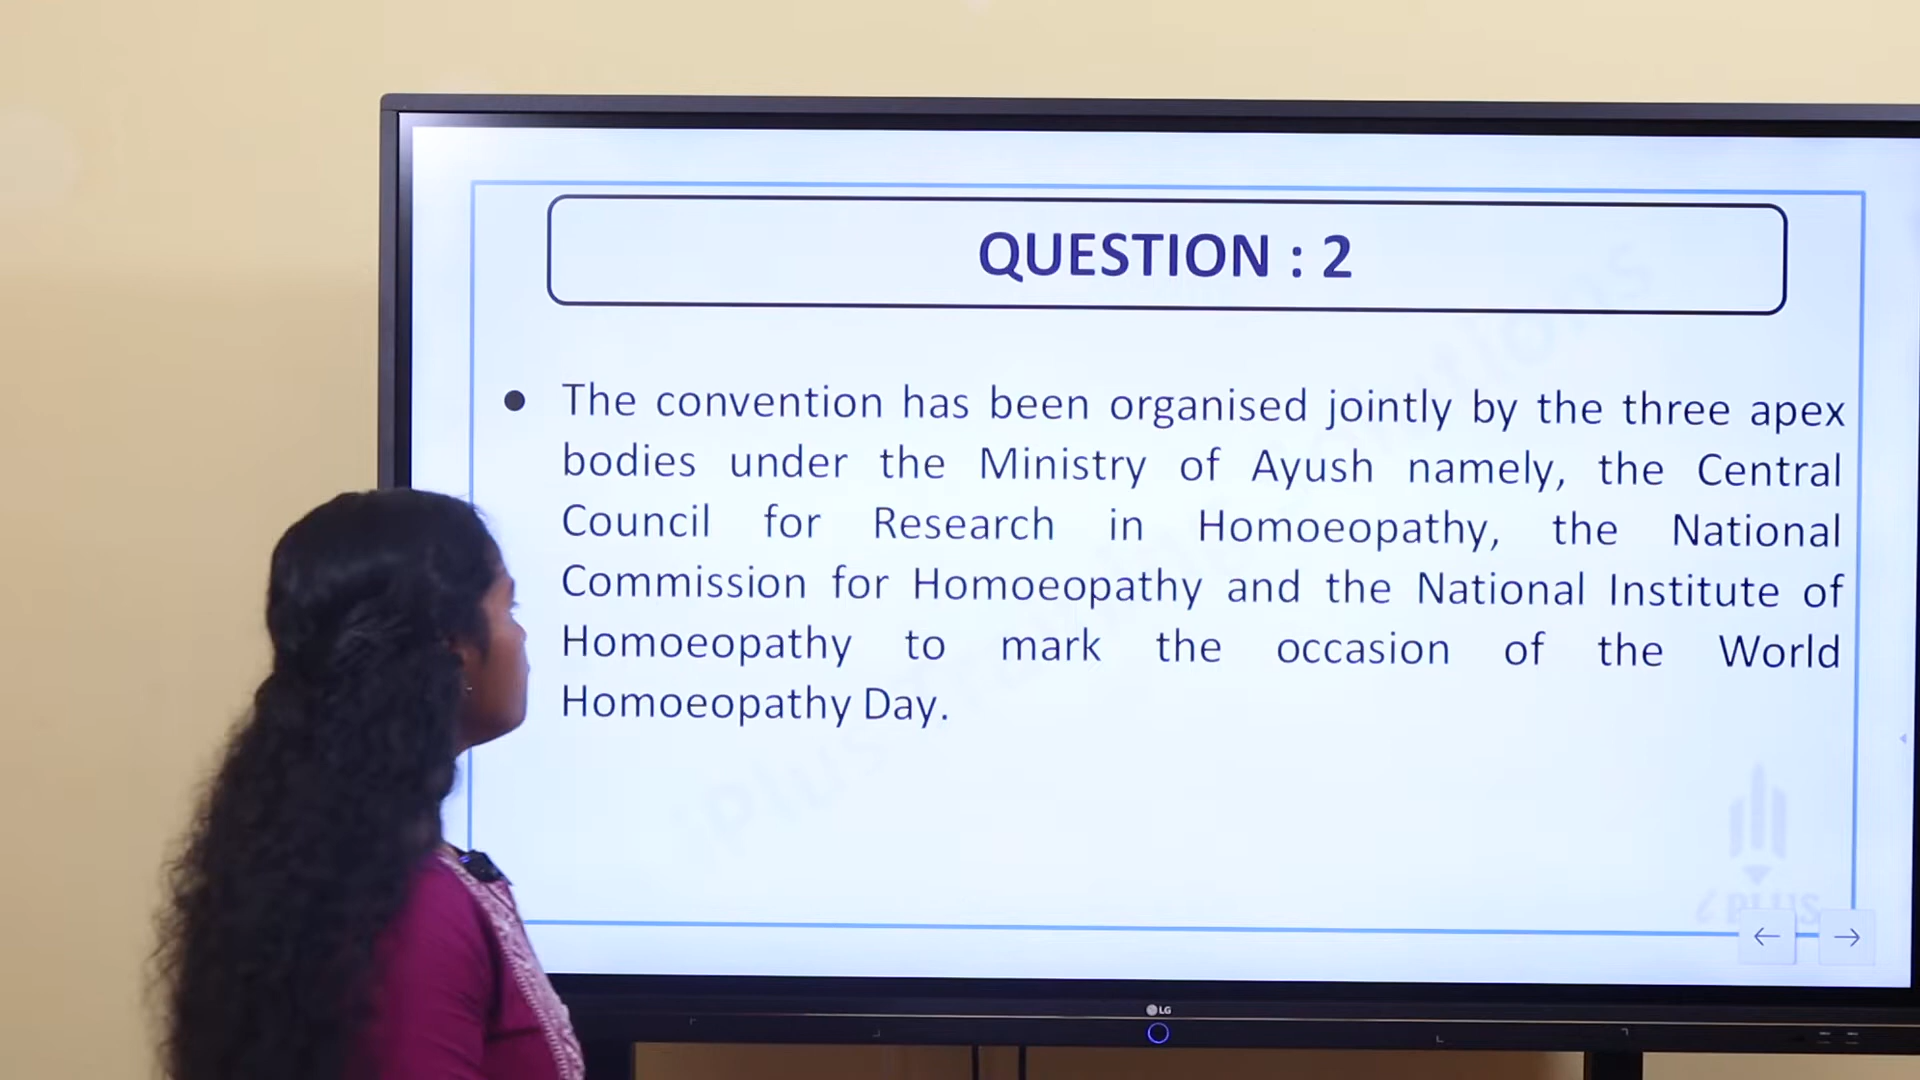 QUESTION : 2
● The convention has been organised jointly by the three apex
bodies under the Ministry of Ayush namely, the Central
Council for Research in Homoeopathy, the National
Commission for Homoeopathy and the National Institute of
Homoeopathy to mark the occasion of the World
Homoeopathy Day.
iPLUS
LG